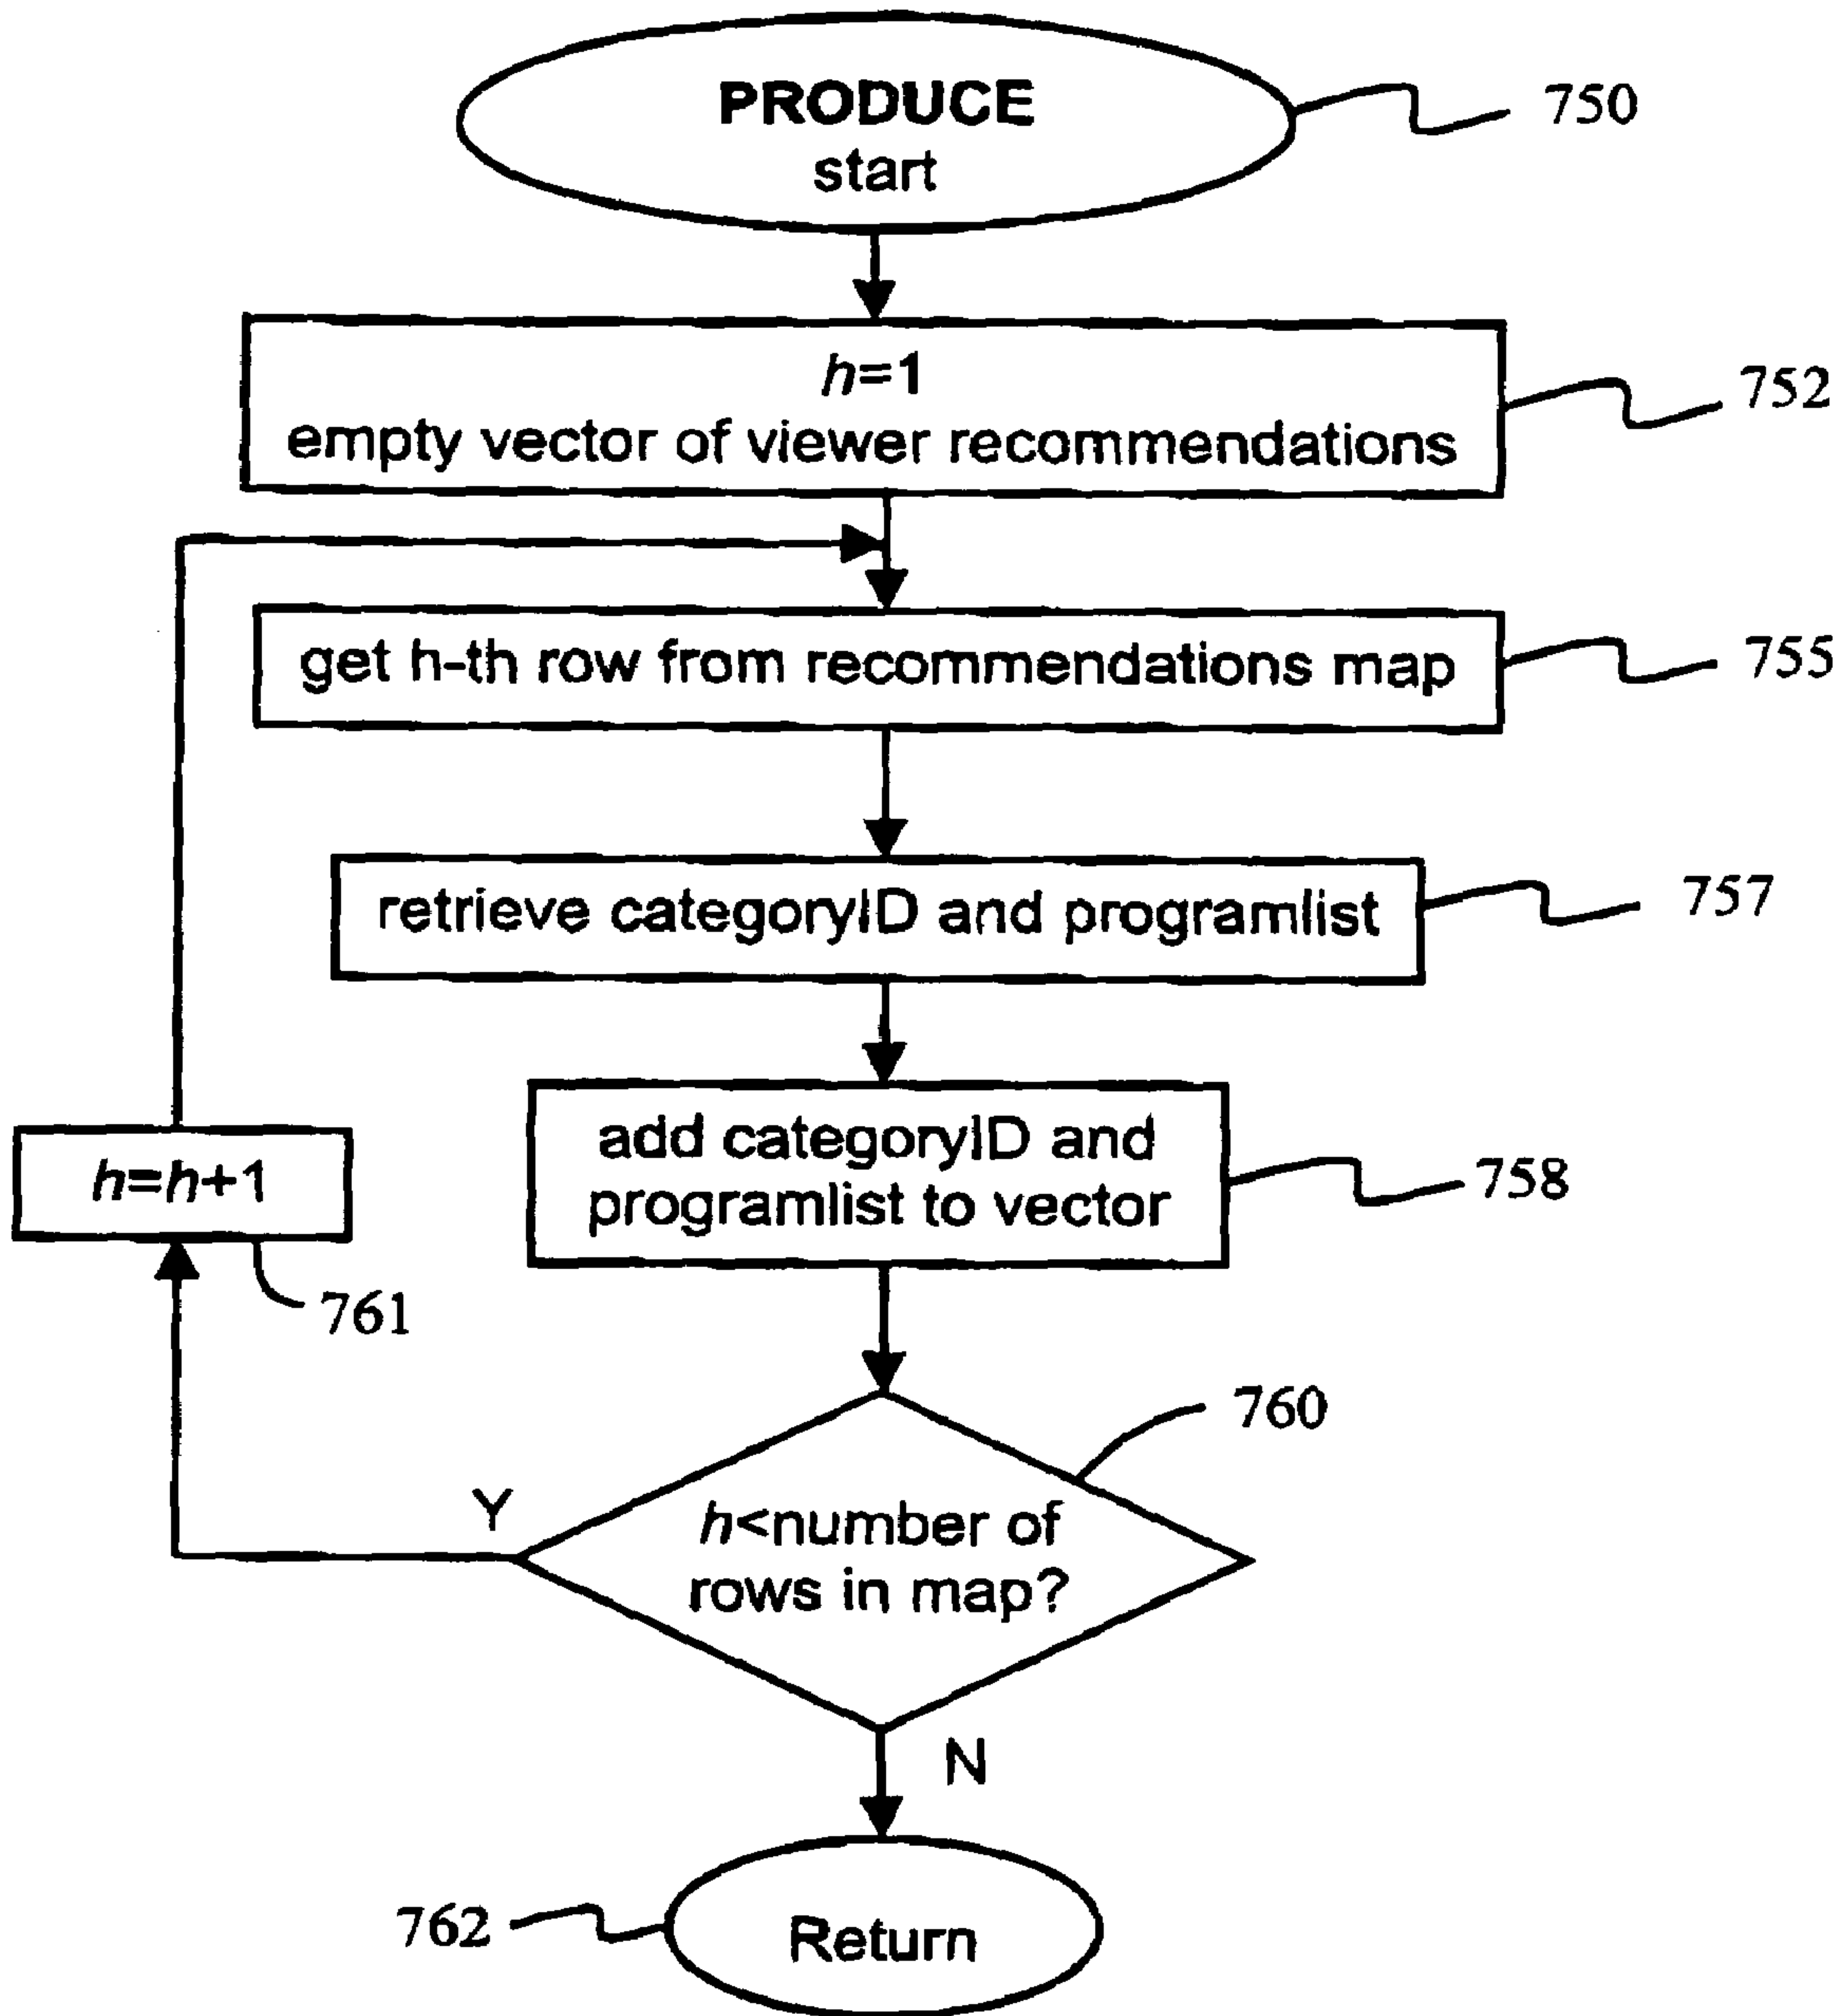 PRODUCE
start
750
h=1
empty vector of viewer recommendations
752
get h-th row from recommendations map
755
retrieve categoryID and programlist
757
add categoryID and
programlist to vector
758
h=h+1
761
760
h<number of
rows in map?
Y
N
762
Return